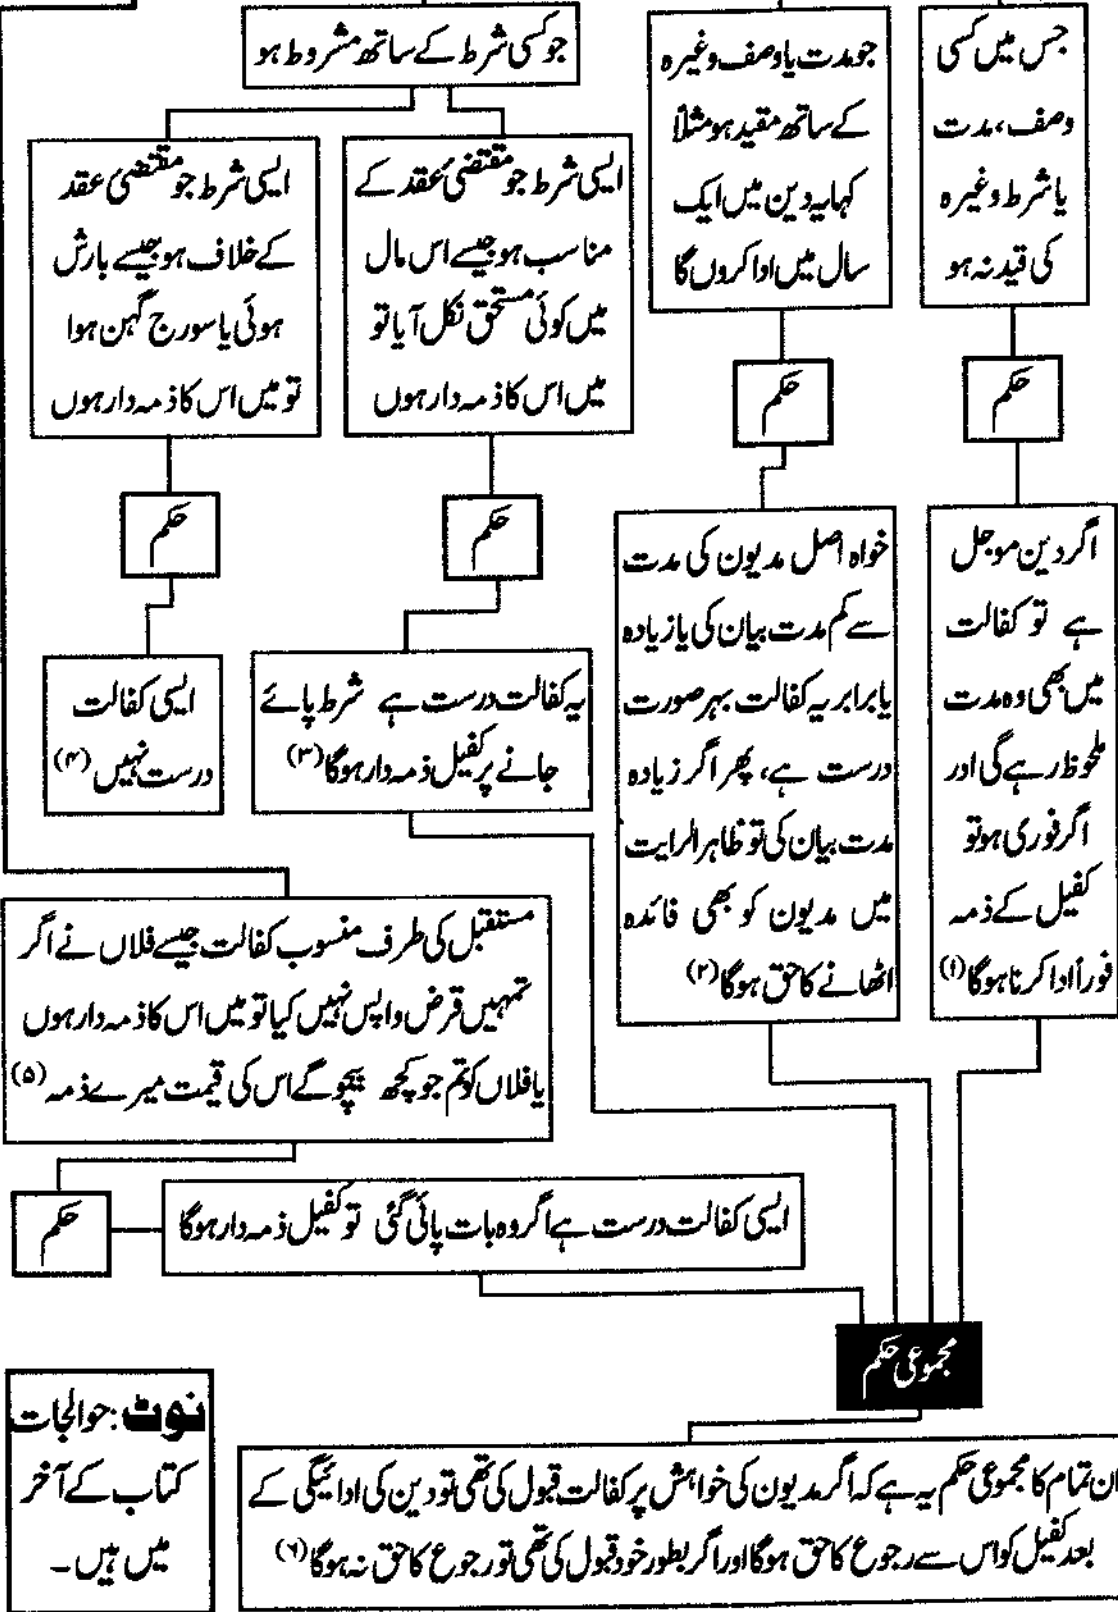 جس میں کسی
وصف، مدت
یا شرط وغیرہ
کی قید نہ ہو
حکم
اگر دین موجل
ہے تو کفالت
میں بھی وہ مدت
ملحوظ رہے گی اور
اگر فوری ہو تو
کفیل کے ذمہ
فوراً ادا کرنا ہوگا (۱)
جو مدت یا وصف وغیرہ
کے ساتھ مقید ہو مثلاً
کہا یہ دین میں ایک
سال میں ادا کروں گا
حکم
خواہ اصل مدیون کی مدت
سے کم مدت بیان کی یا زیادہ
یا برابر یہ کفالت بہر صورت
درست ہے، پھر اگر زیادہ
مدت بیان کی تو ظاہر الرایت
میں مدیون کو بھی فائدہ
اٹھانے کا حق ہوگا (۲)
جو کسی شرط کے ساتھ مشروط ہو
ایسی شرط جو مقتضیٔ عقد کے
مناسب ہو جیسے اس مال
میں کوئی مستحق نکل آیا تو
میں اس کا ذمہ دار ہوں
حکم
یہ کفالت درست ہے شرط پائے
جانے پر کفیل ذمہ دار ہوگا (۳)
ایسی شرط جو مقتضیٔ عقد
کے خلاف ہو جیسے بارش
ہوئی یا سورج گہن ہوا
تو میں اس کا ذمہ دار ہوں
حکم
ایسی کفالت
درست نہیں (۴)
مستقبل کی طرف منسوب کفالت جیسے فلاں نے اگر
تمہیں قرض واپس نہیں کیا تو میں اس کا ذمہ دار ہوں
یا فلاں کو تم جو کچھ بیچو گے اس کی قیمت میرے ذمہ (۵)
حکم
ایسی کفالت درست ہے اگر وہ بات پائی گئی تو کفیل ذمہ دار ہوگا
مجموعی حکم
ان تمام کا مجموعی حکم یہ ہے کہ اگر مدیون کی خواہش پر کفالت قبول کی تھی تو دین کی ادائیگی کے
بعد کفیل کو اس سے رجوع کا حق ہوگا اور اگر بطور خود قبول کی تھی تو رجوع کا حق نہ ہوگا (۶)
نوٹ: حوالجات
کتاب کے آخر
میں ہیں۔